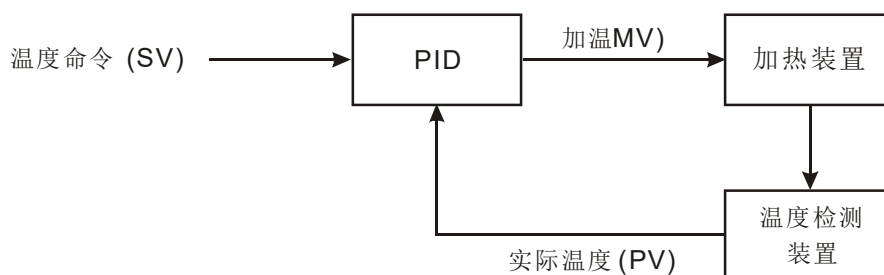 温度命令 (SV)
PID
加温MV)
加热装置
温度检测
装置
实际温度 (PV)